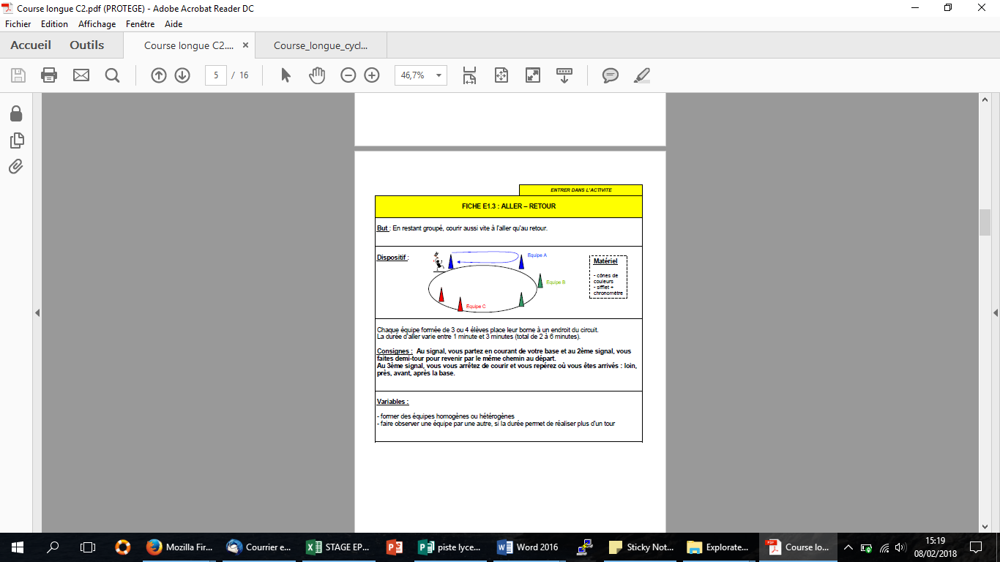 Course longue C2.pdf (PROTEGE) - Adobe Acrobat Reader DC
Fichier Edition Affichage Fenêtre Aide
Accueil Outils Course longue C2.... × Course_longue_cycl...
5 / 16 46,7%
ENTRER DANS L'ACTIVITE
FICHE E1.3 : ALLER – RETOUR
But : En restant groupé, courir aussi vite à l'aller qu'au retour.
Dispositif :
Equipe A
Equipe B
Equipe C
Matériel
- cônes de
couleurs
- sifflet +
chronomètre
Chaque équipe formée de 3 ou 4 élèves place leur borne à un endroit du circuit.
La durée d'aller varie entre 1 minute et 3 minutes (total de 2 à 6 minutes).
Consignes : Au signal, vous partez en courant de votre base et au 2ème signal, vous
faites demi-tour pour revenir par le même chemin au départ.
Au 3ème signal, vous vous arrêtez de courir et vous repérez où vous êtes arrivés : loin,
près, avant, après la base.
Variables :
- former des équipes homogènes ou hétérogènes
- faire observer une équipe par une autre, si la durée permet de réaliser plus d'un tour
Mozilla Fir... Courrier e... STAGE EP... piste lyce... Word 2016 Sticky Not... Explorate... Course lo...
15:19
08/02/2018